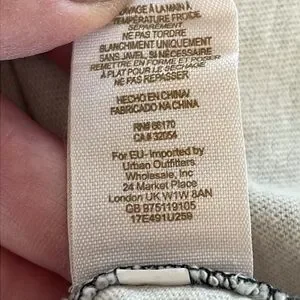 LAVAGE À LA MAIN À
TEMPÉRATURE FROIDE
SÉPARÉMENT
NE PAS TORDRE
BLANCHIMENT UNIQUEMENT
SANS JAVEL SI NÉCESSAIRE
REMETTRE EN FORME ET POSER
À PLAT POUR LE SÉCHAGE
NE PAS REPASSER
HECHO EN CHINA/
FABRICADO NA CHINA
RN# 66170
CA# 32054
For EU- Imported by
Urban Outfitters
Wholesale, Inc
24 Market Place
London UK W1W 8AN
GB 975119105
17E491U259